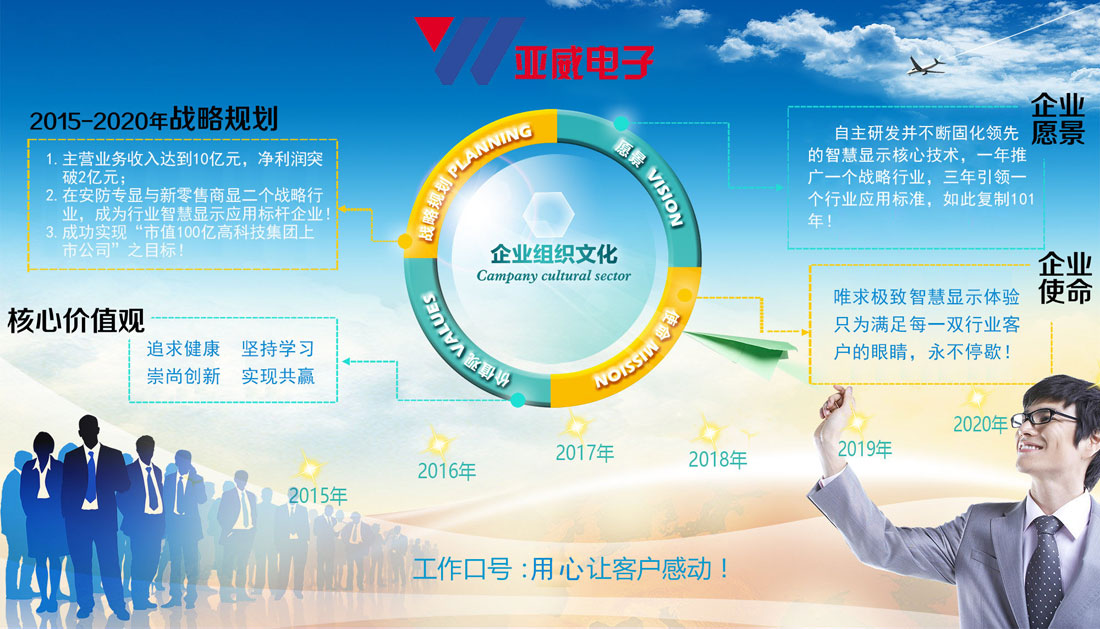 亚威电子
2015-2020年战略规划
1. 主营业务收入达到10亿元，净利润突
破2亿元；
2. 在安防专显与新零售商显二个战略行
业，成为行业智慧显示应用标杆企业！
3. 成功实现“市值100亿高科技集团上
市公司”之目标！
战略规划 PLANNING
愿景 VISION
企业
愿景
自主研发并不断固化领先
的智慧显示核心技术，一年推
广一个战略行业，三年引领一
个行业应用标准，如此复制101
年！
企业组织文化
Campany cultural sector
核心价值观
追求健康 坚持学习
崇尚创新 实现共赢
价值观 VALUES
使命 MISSION
企业
使命
唯求极致智慧显示体验
只为满足每一双行业客
户的眼睛，永不停歇！
2015年
2016年
2017年
2018年
2019年
2020年
工作口号：用心让客户感动！